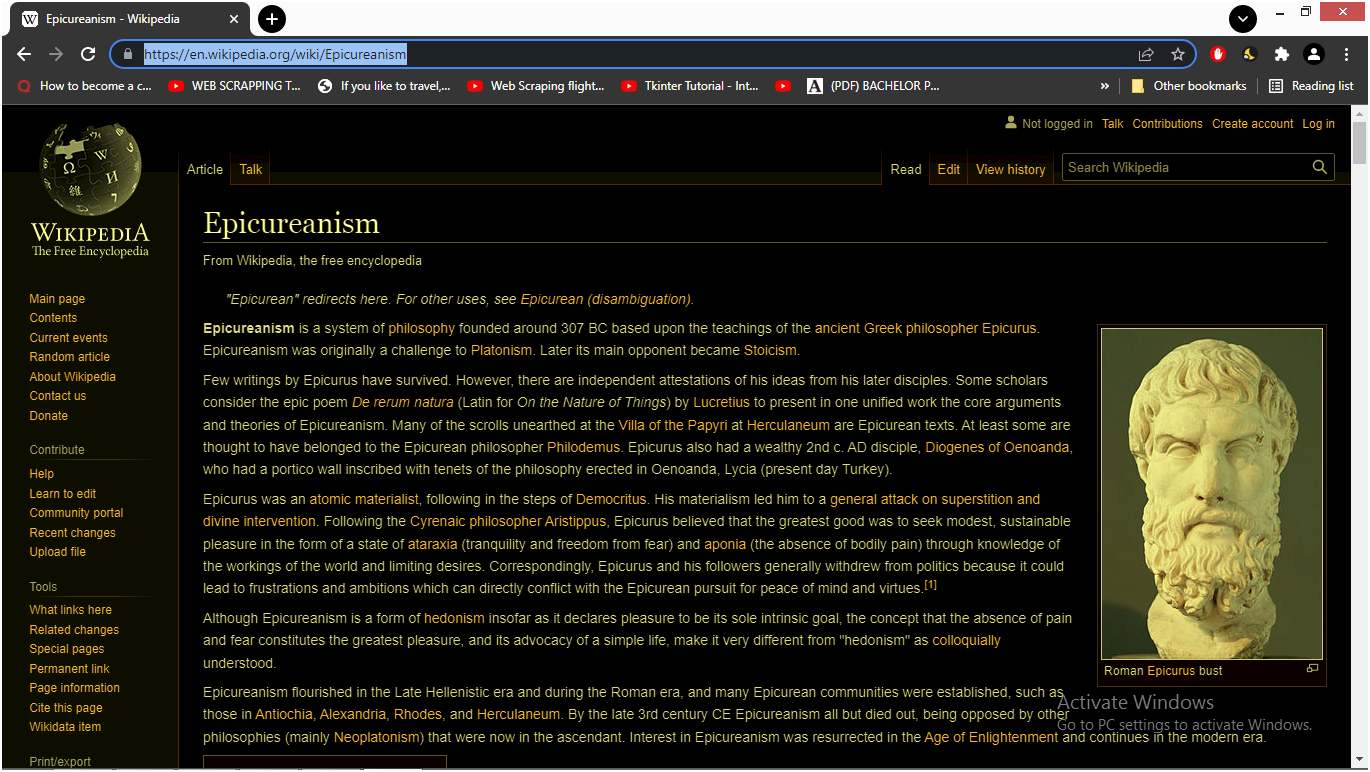 Epicureanism - Wikipedia
https://en.wikipedia.org/wiki/Epicureanism
How to become a c... WEB SCRAPPING T... If you like to travel,... Web Scraping flight... Tkinter Tutorial - Int... (PDF) BACHELOR P... » Other bookmarks Reading list
Not logged in Talk Contributions Create account Log in
Article Talk Read Edit View history Search Wikipedia
WIKIPEDIA
The Free Encyclopedia
Main page
Contents
Current events
Random article
About Wikipedia
Contact us
Donate
Contribute
Help
Learn to edit
Community portal
Recent changes
Upload file
Tools
What links here
Related changes
Special pages
Permanent link
Page information
Cite this page
Wikidata item
Print/export
Epicureanism
From Wikipedia, the free encyclopedia
"Epicurean" redirects here. For other uses, see Epicurean (disambiguation).
Epicureanism is a system of philosophy founded around 307 BC based upon the teachings of the ancient Greek philosopher Epicurus.
Epicureanism was originally a challenge to Platonism. Later its main opponent became Stoicism.
Few writings by Epicurus have survived. However, there are independent attestations of his ideas from his later disciples. Some scholars
consider the epic poem De rerum natura (Latin for On the Nature of Things) by Lucretius to present in one unified work the core arguments
and theories of Epicureanism. Many of the scrolls unearthed at the Villa of the Papyri at Herculaneum are Epicurean texts. At least some are
thought to have belonged to the Epicurean philosopher Philodemus. Epicurus also had a wealthy 2nd c. AD disciple, Diogenes of Oenoanda,
who had a portico wall inscribed with tenets of the philosophy erected in Oenoanda, Lycia (present day Turkey).
Epicurus was an atomic materialist, following in the steps of Democritus. His materialism led him to a general attack on superstition and
divine intervention. Following the Cyrenaic philosopher Aristippus, Epicurus believed that the greatest good was to seek modest, sustainable
pleasure in the form of a state of ataraxia (tranquility and freedom from fear) and aponia (the absence of bodily pain) through knowledge of
the workings of the world and limiting desires. Correspondingly, Epicurus and his followers generally withdrew from politics because it could
lead to frustrations and ambitions which can directly conflict with the Epicurean pursuit for peace of mind and virtues.[1]
Although Epicureanism is a form of hedonism insofar as it declares pleasure to be its sole intrinsic goal, the concept that the absence of pain
and fear constitutes the greatest pleasure, and its advocacy of a simple life, make it very different from "hedonism" as colloquially
understood.
Epicureanism flourished in the Late Hellenistic era and during the Roman era, and many Epicurean communities were established, such as
those in Antiochia, Alexandria, Rhodes, and Herculaneum. By the late 3rd century CE Epicureanism all but died out, being opposed by other
philosophies (mainly Neoplatonism) that were now in the ascendant. Interest in Epicureanism was resurrected in the Age of Enlightenment and continues in the modern era.
Roman Epicurus bust
Activate Windows
Go to PC settings to activate Windows.